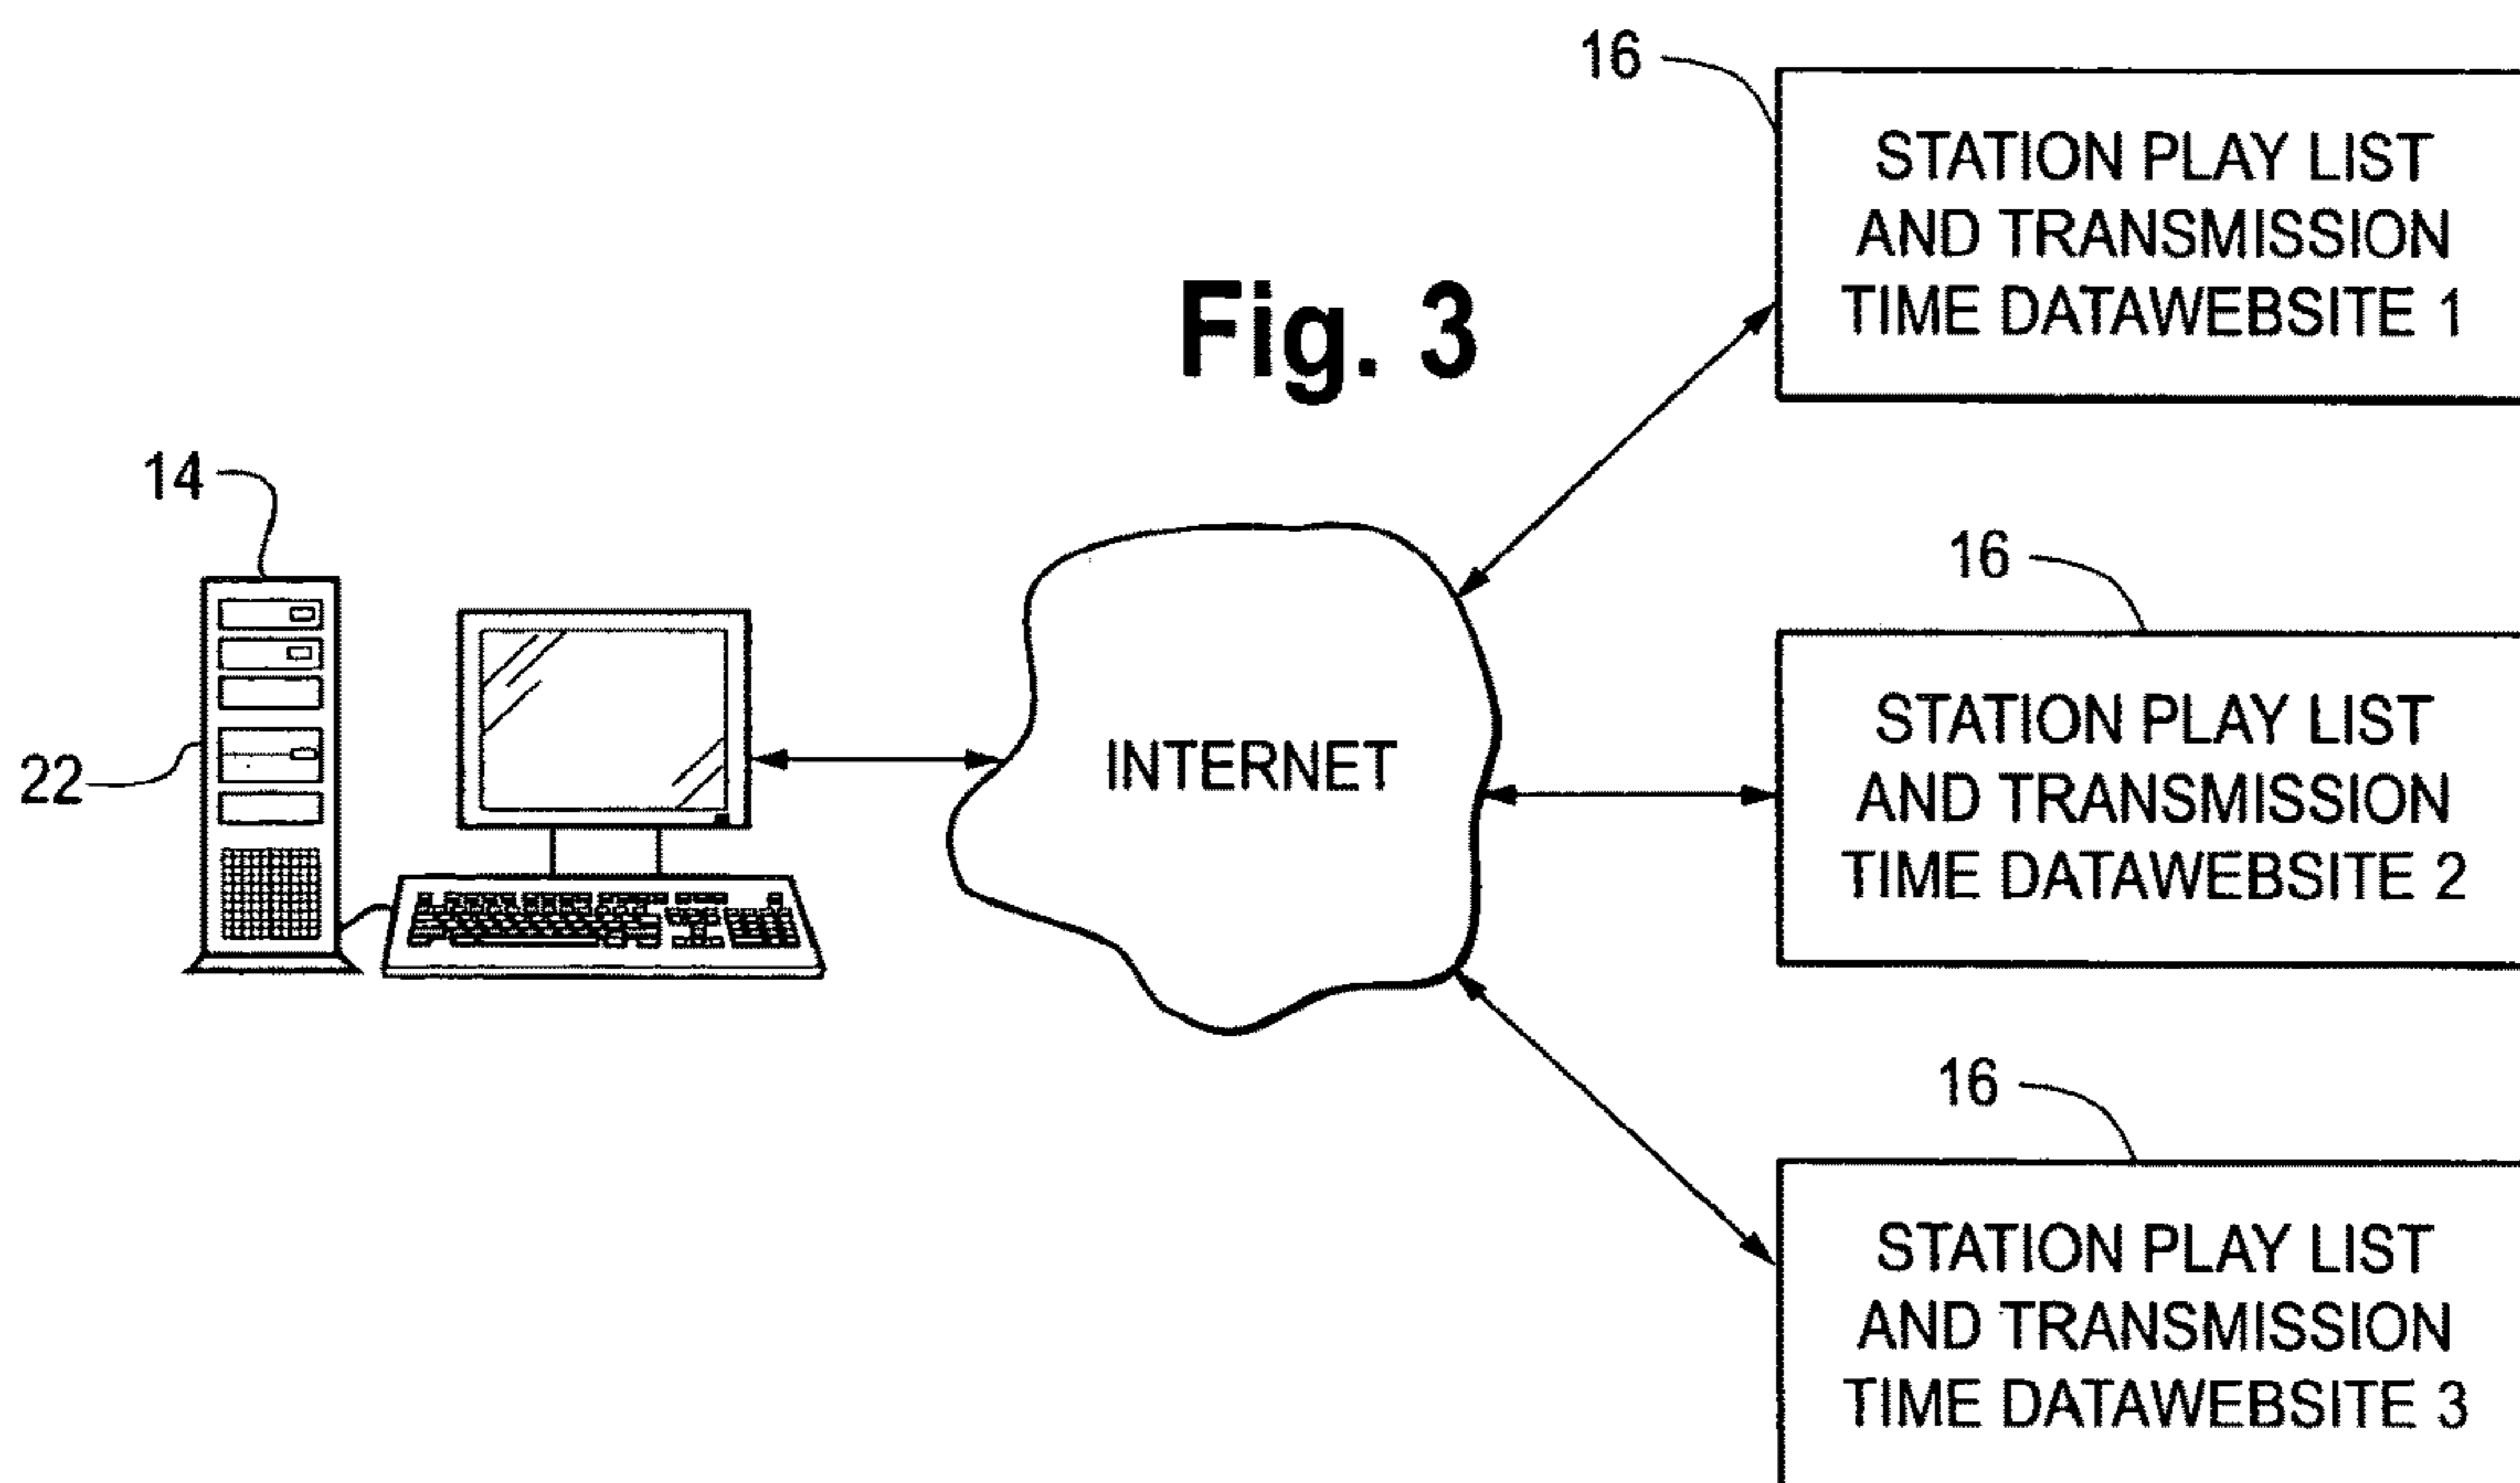 Fig. 3
16
STATION PLAY LIST
AND TRANSMISSION
TIME DATAWEBSITE 1
14
22
INTERNET
16
STATION PLAY LIST
AND TRANSMISSION
TIME DATAWEBSITE 2
16
STATION PLAY LIST
AND TRANSMISSION
TIME DATAWEBSITE 3